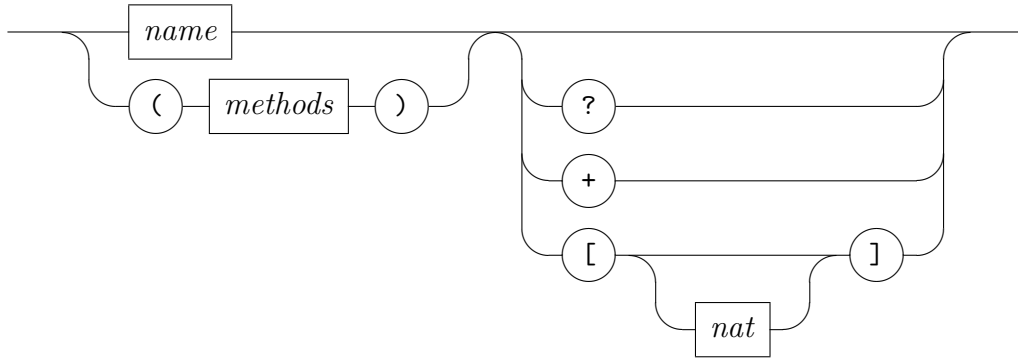 name
( methods )
?
+
[ ]
nat